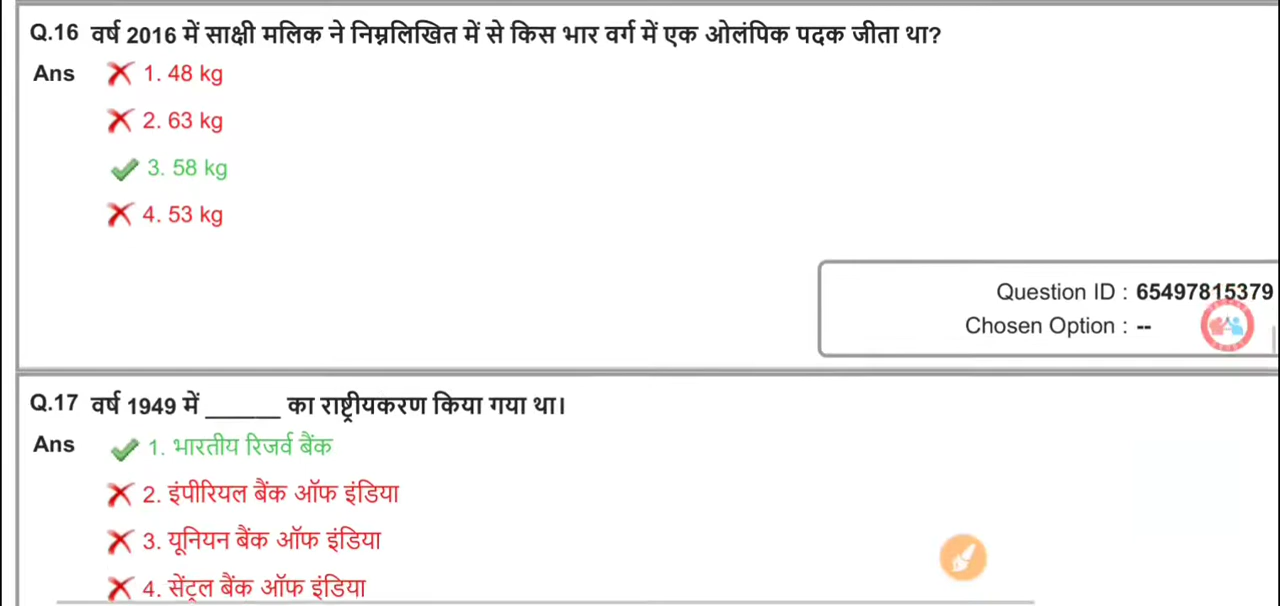 Q.16 वर्ष 2016 में साक्षी मलिक ने निम्नलिखित में से किस भार वर्ग में एक ओलंपिक पदक जीता था?
Ans 1. 48 kg
2. 63 kg
3. 58 kg
4. 53 kg
Question ID : 65497815379
Chosen Option : --
Q.17 वर्ष 1949 में ______ का राष्ट्रीयकरण किया गया था।
Ans 1. भारतीय रिजर्व बैंक
2. इंपीरियल बैंक ऑफ इंडिया
3. यूनियन बैंक ऑफ इंडिया
4. सेंट्रल बैंक ऑफ इंडिया